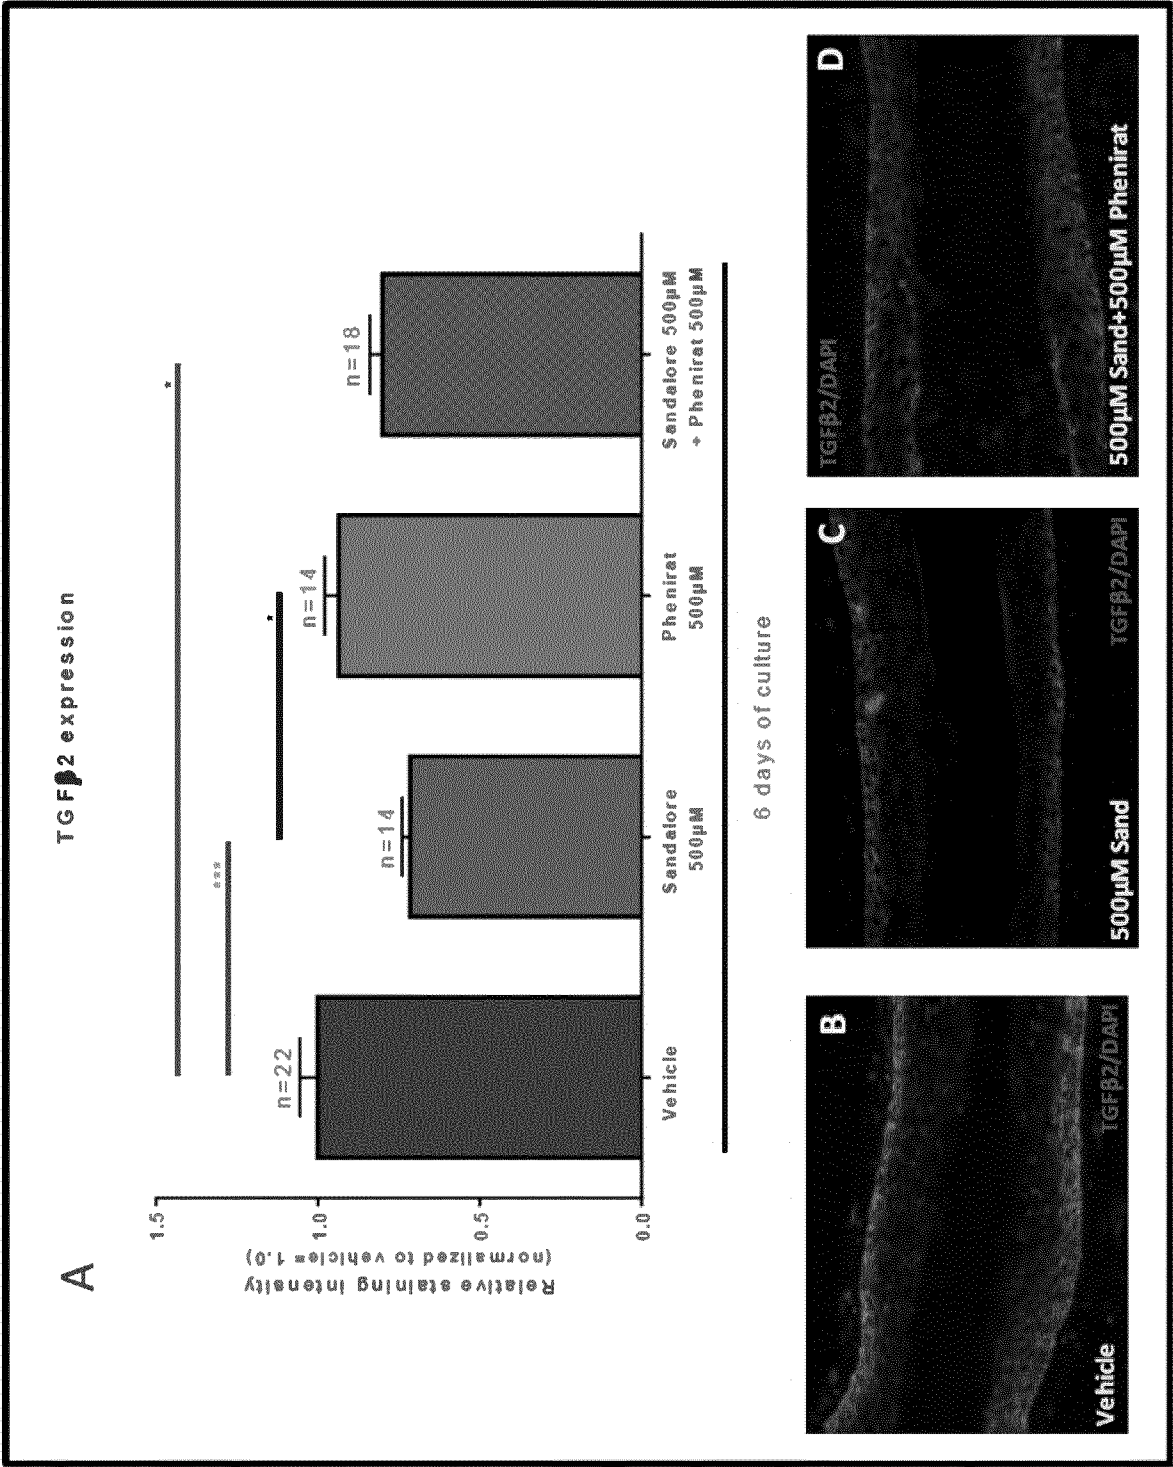 A
TGFβ2 expression
Relative staining intensity
(normalized to vehicle= 1.0)
1.5
1.0
0.5
0.0
*
***
*
n=22
n=14
n=14
n=18
Vehicle
Sandalore
500µM
Phenirat
500µM
Sandalore 500µM
+ Phenirat 500µM
6 days of culture
B
Vehicle
TGFβ2/DAPI
C
500µM Sand
TGFβ2/DAPI
TGFβ2/DAPI
D
500µM Sand+500µM Phenirat